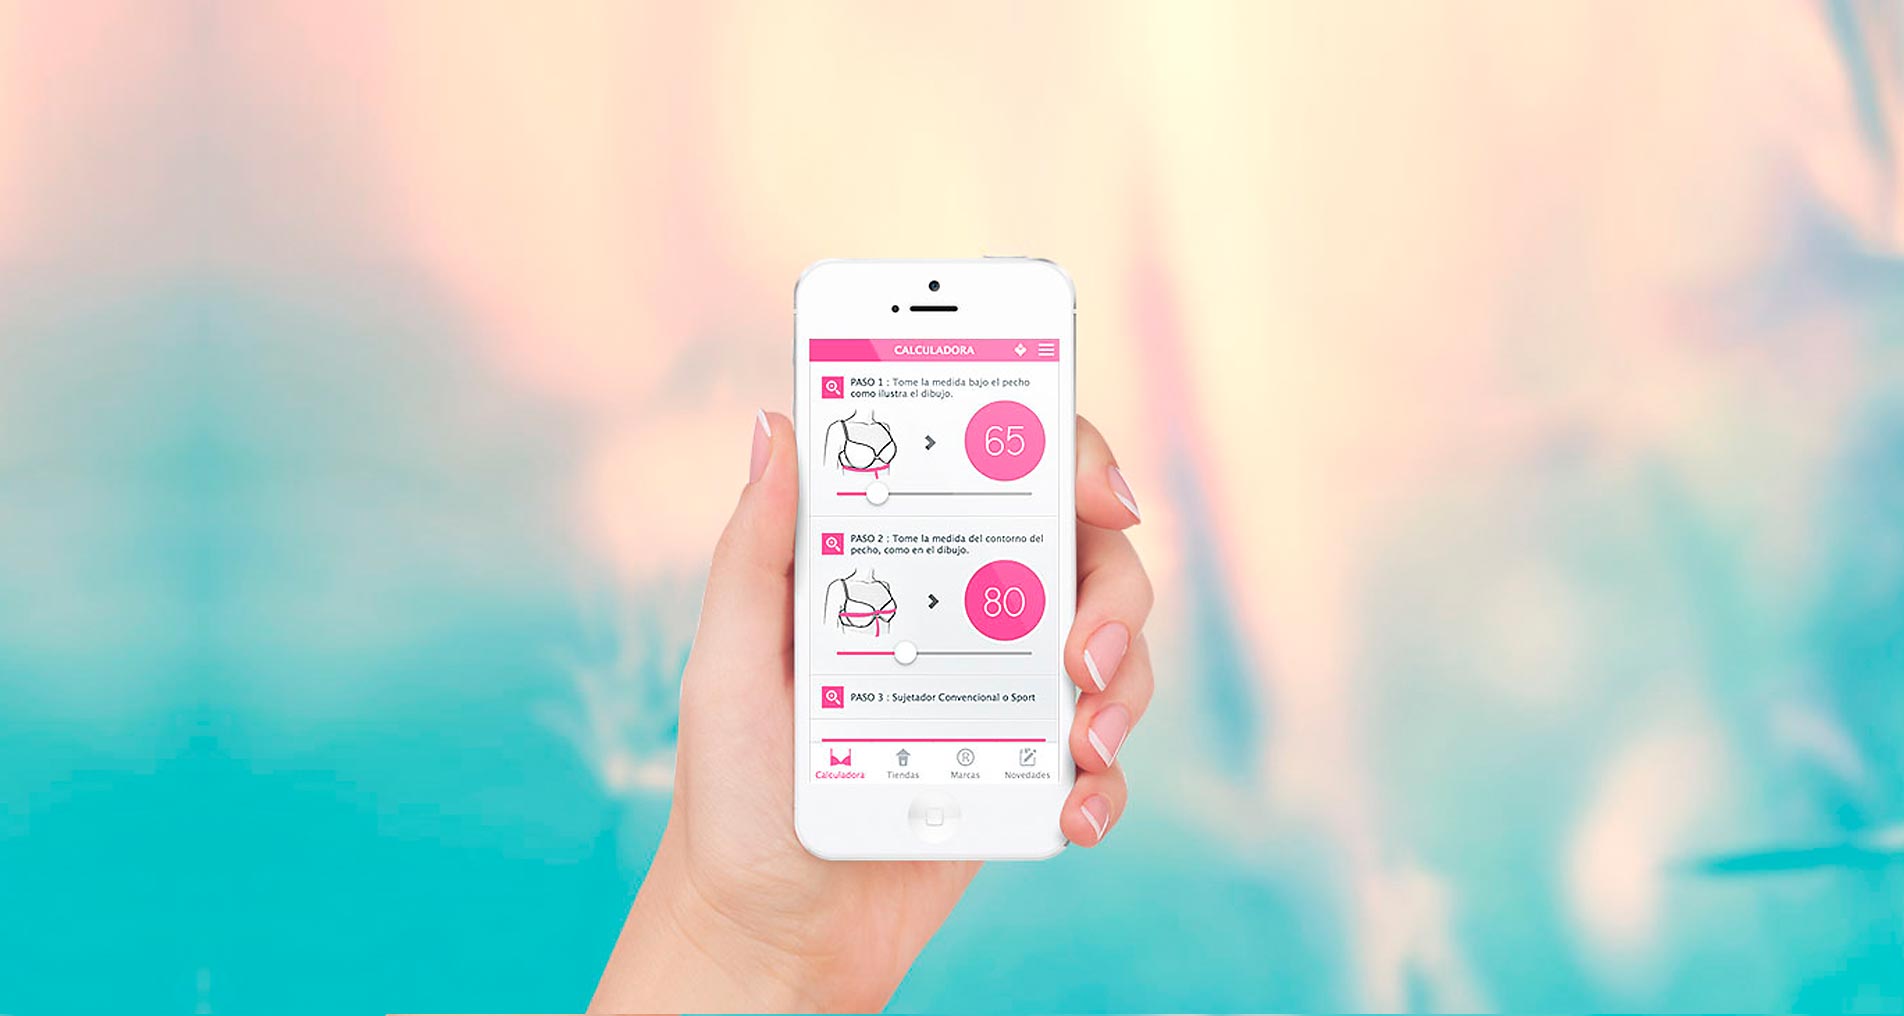 CALCULADORA
PASO 1 : Tome la medida bajo el pecho
como ilustra el dibujo.
65
PASO 2 : Tome la medida del contorno del
pecho, como en el dibujo.
80
PASO 3 : Sujetador Convencional o Sport
Calculadora Tiendas Marcas Novedades